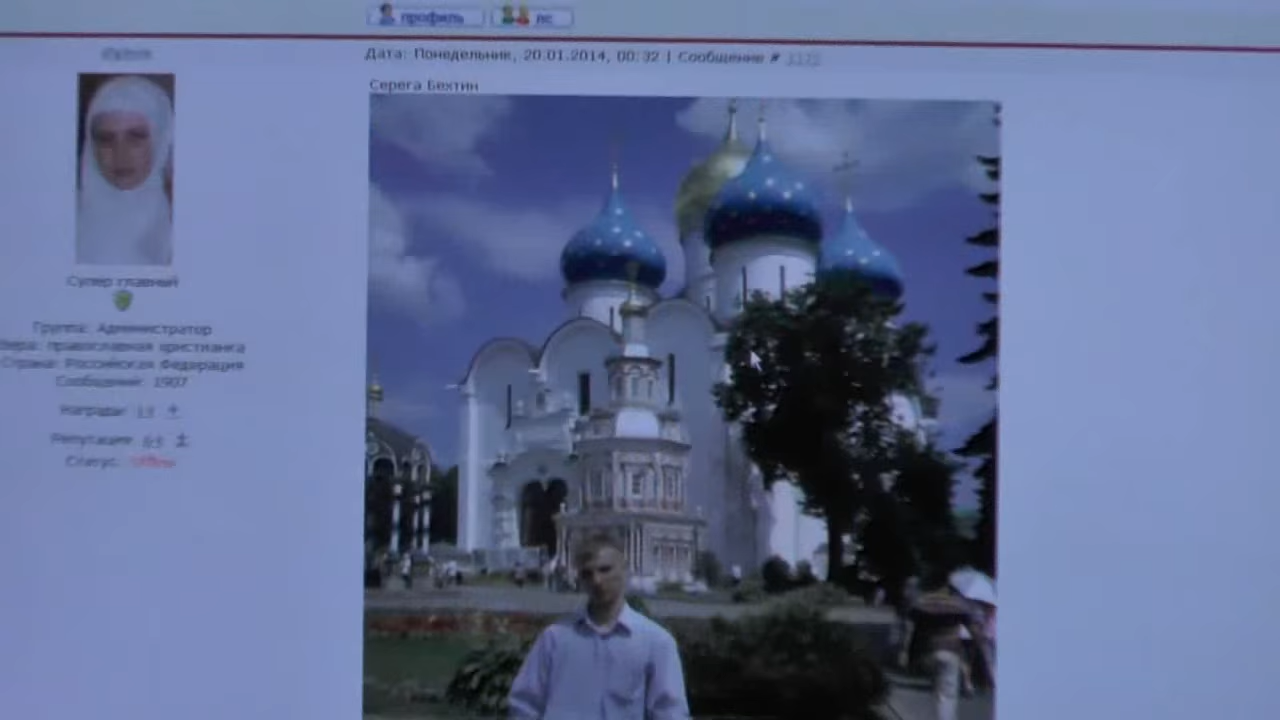 профиль
лс
Дата: Понедельник, 20.01.2014, 00:32 | Сообщение #
Серега Бехтин
Супер главный
Группа: Администратор
вера: православная христианка
Страна: Российская Федерация
Сообщений: 1907
Награды: +
Репутация: ±
Статус: Offline